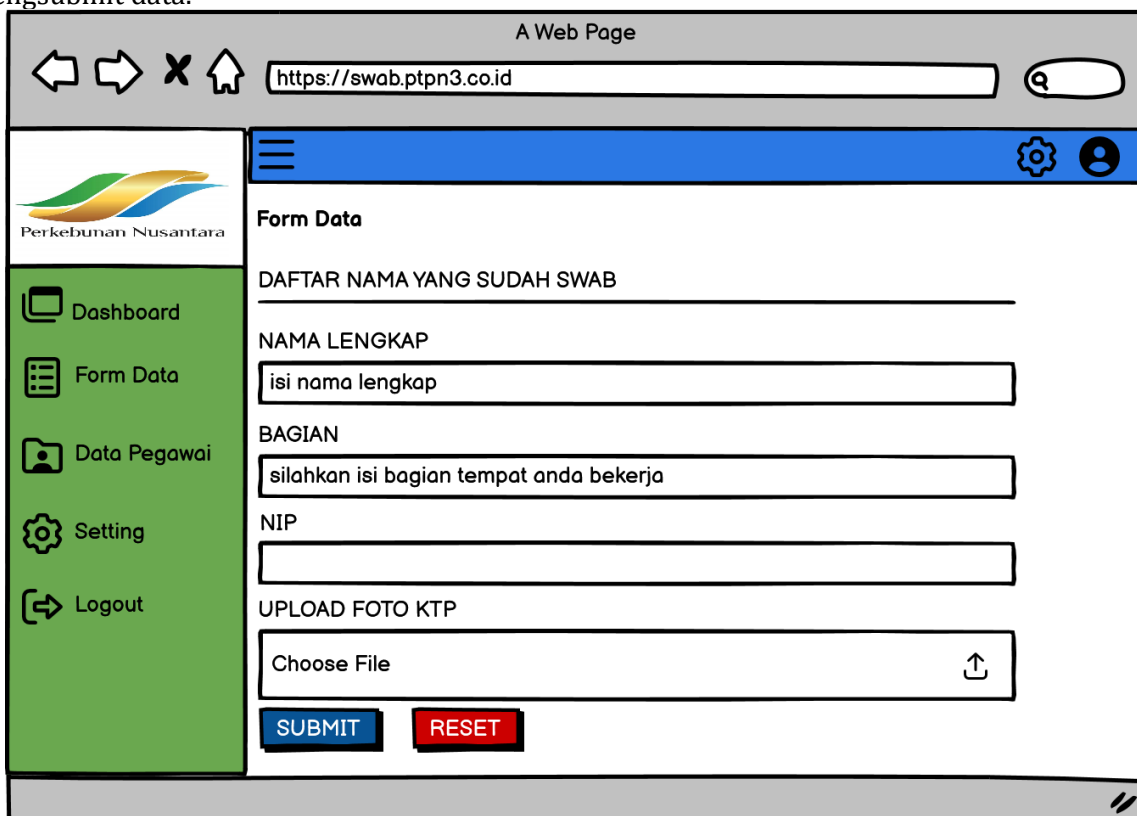 engsubmit data.
A Web Page
https://swab.ptpn3.co.id
Perkebunan Nusantara
Dashboard
Form Data
Data Pegawai
Setting
Logout
Form Data
DAFTAR NAMA YANG SUDAH SWAB
NAMA LENGKAP
isi nama lengkap
BAGIAN
silahkan isi bagian tempat anda bekerja
NIP
UPLOAD FOTO KTP
Choose File
SUBMIT RESET